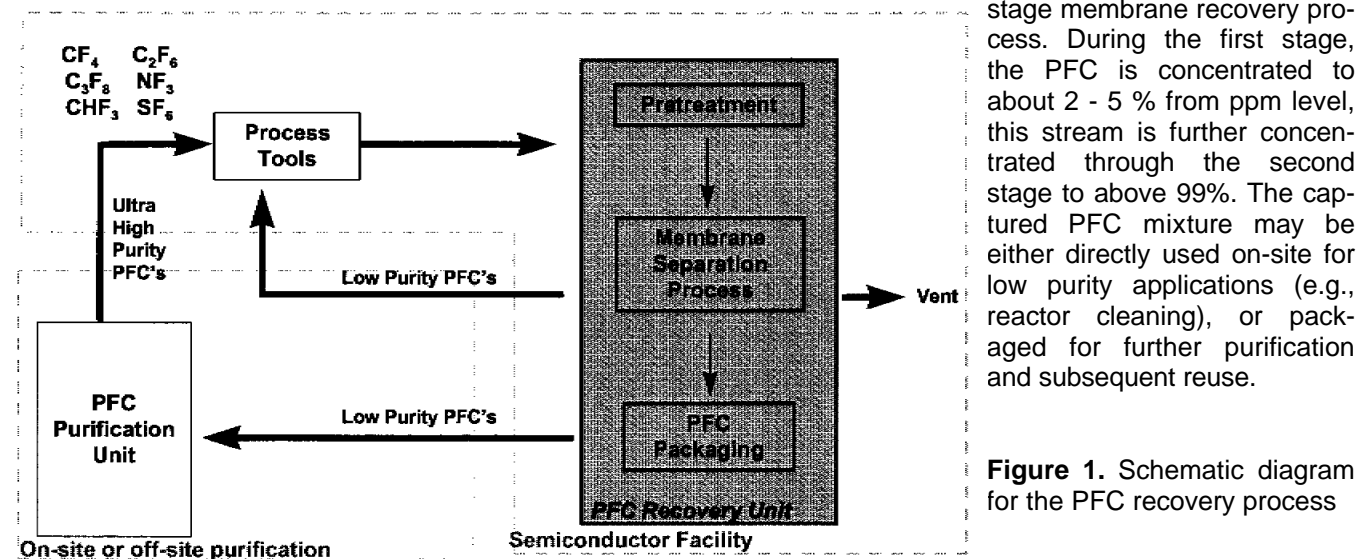 CF₄ C₂F₆
C₃F₈ NF₃
CHF₃ SF₆
Process
Tools
Ultra
High
Purity
PFC's
Low Purity PFC's
PFC
Purification
Unit
Low Purity PFC's
On-site or off-site purification
Pretreatment
Membrane
Separation
Process
PFC
Packaging
PFC Recovery Unit
Semiconductor Facility
Vent
stage membrane recovery pro-
cess. During the first stage,
the PFC is concentrated to
about 2 - 5 % from ppm level,
this stream is further concen-
trated through the second
stage to above 99%. The cap-
tured PFC mixture may be
either directly used on-site for
low purity applications (e.g.,
reactor cleaning), or pack-
aged for further purification
and subsequent reuse.
Figure 1. Schematic diagram
for the PFC recovery process